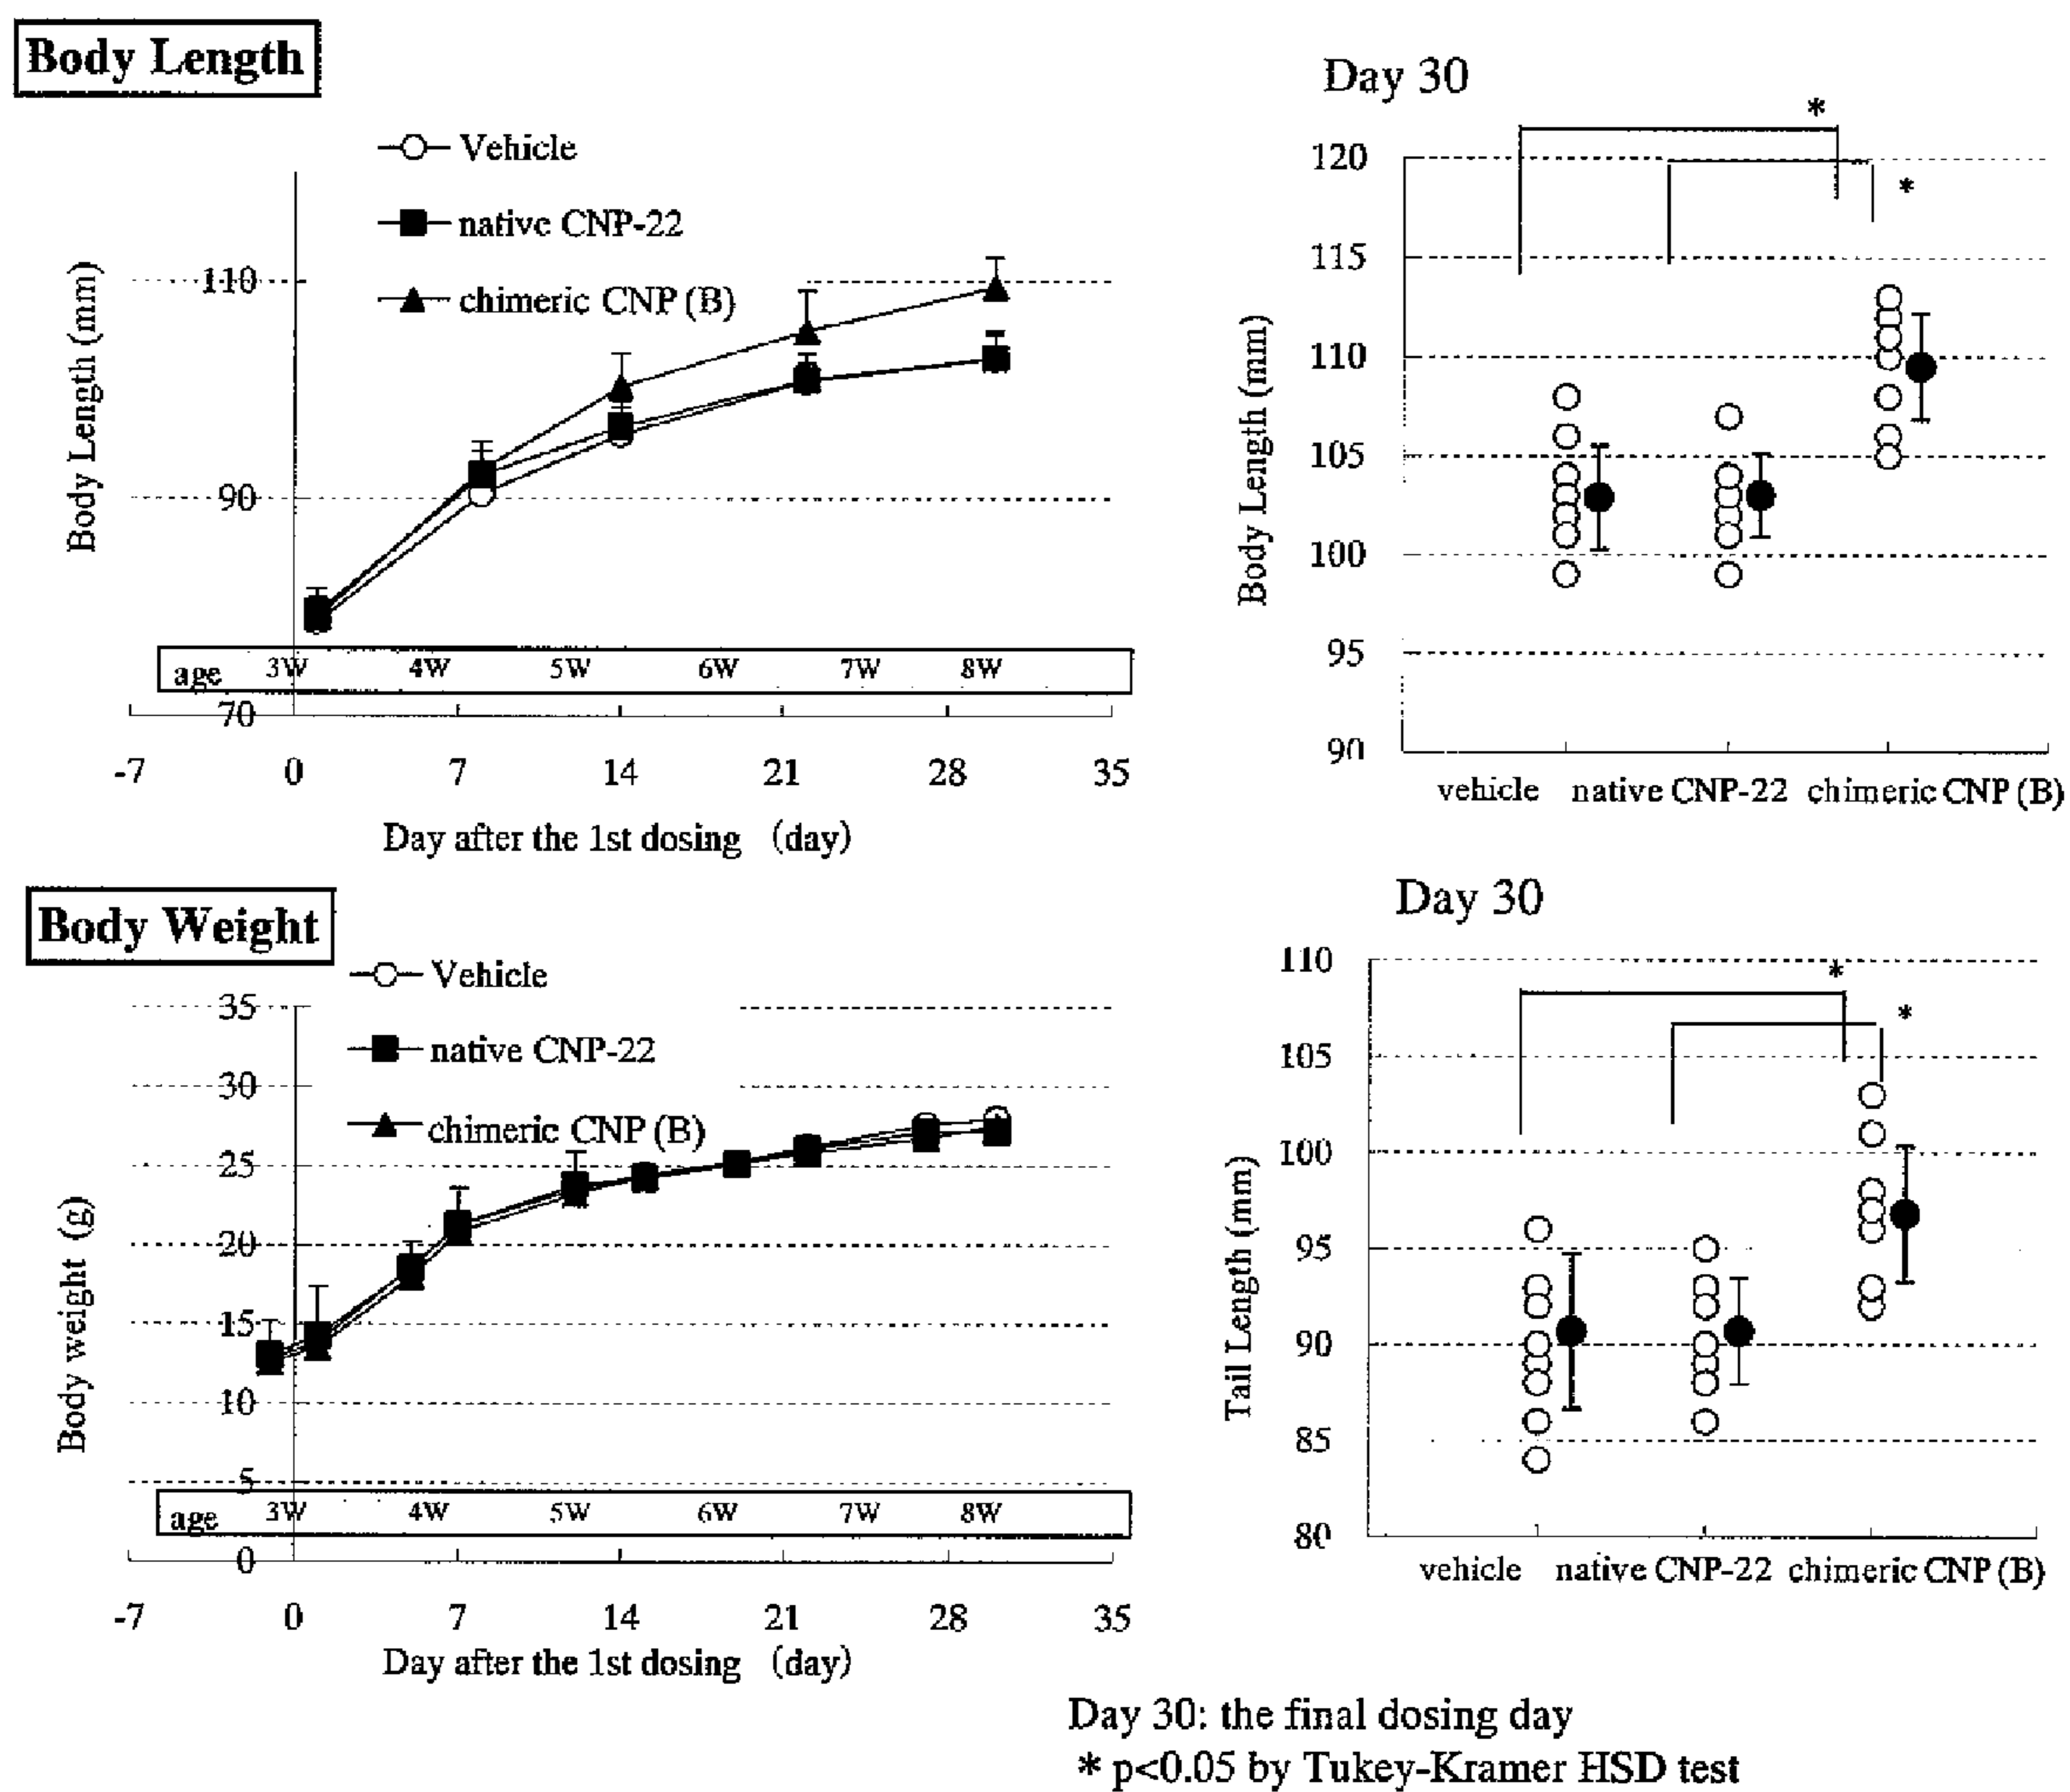 Body Length
Vehicle
native CNP-22
chimeric CNP (B)
Body Length (mm)
110
90
70
age 3W 4W 5W 6W 7W 8W
-7 0 7 14 21 28 35
Day after the 1st dosing (day)
Day 30
*
*
Body Length (mm)
120
115
110
105
100
95
90
vehicle native CNP-22 chimeric CNP (B)
Body Weight
Vehicle
native CNP-22
chimeric CNP (B)
Body weight (g)
35
30
25
20
15
10
5
0
age 3W 4W 5W 6W 7W 8W
-7 0 7 14 21 28 35
Day after the 1st dosing (day)
Day 30
*
*
Tail Length (mm)
110
105
100
95
90
85
80
vehicle native CNP-22 chimeric CNP (B)
Day 30: the final dosing day
* p<0.05 by Tukey-Kramer HSD test